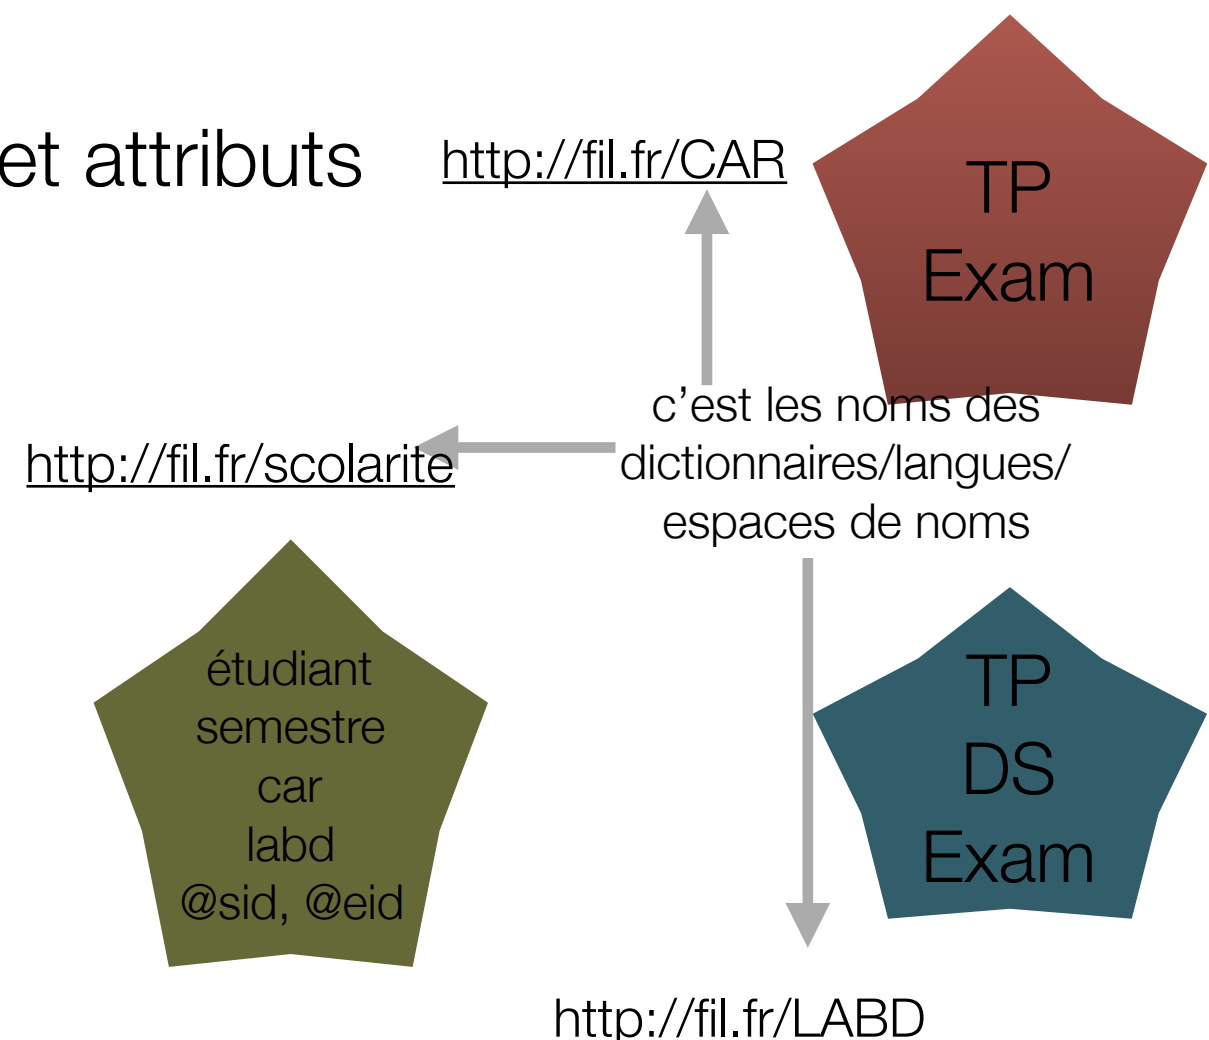 et attributs
http://fil.fr/CAR
TP
Exam
c’est les noms des
dictionnaires/langues/
espaces de noms
http://fil.fr/scolarite
étudiant
semestre
car
labd
@sid, @eid
TP
DS
Exam
http://fil.fr/LABD